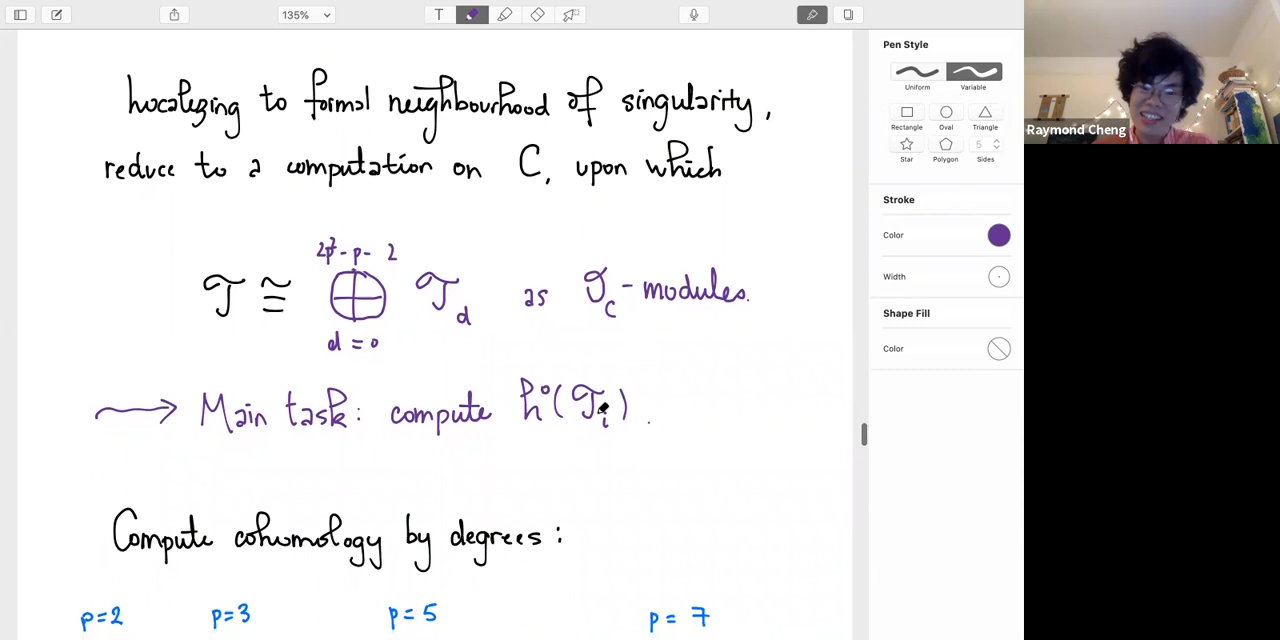 135%
T
Pen Style
Uniform
Variable
Rectangle
Oval
Triangle
Star
Polygon
5
Sides
Stroke
Color
Width
Shape Fill
Color
Raymond Cheng
Localizing to formal neighbourhood of singularity,
reduce to a computation on C, upon which
2p²-p-2
𝒯 ≅ ⊕ 𝒯_d as 𝒪_C-modules.
d=0
Main task: compute h⁰(𝒯_i).
Compute cohomology by degrees:
p=2 p=3 p=5 p=7